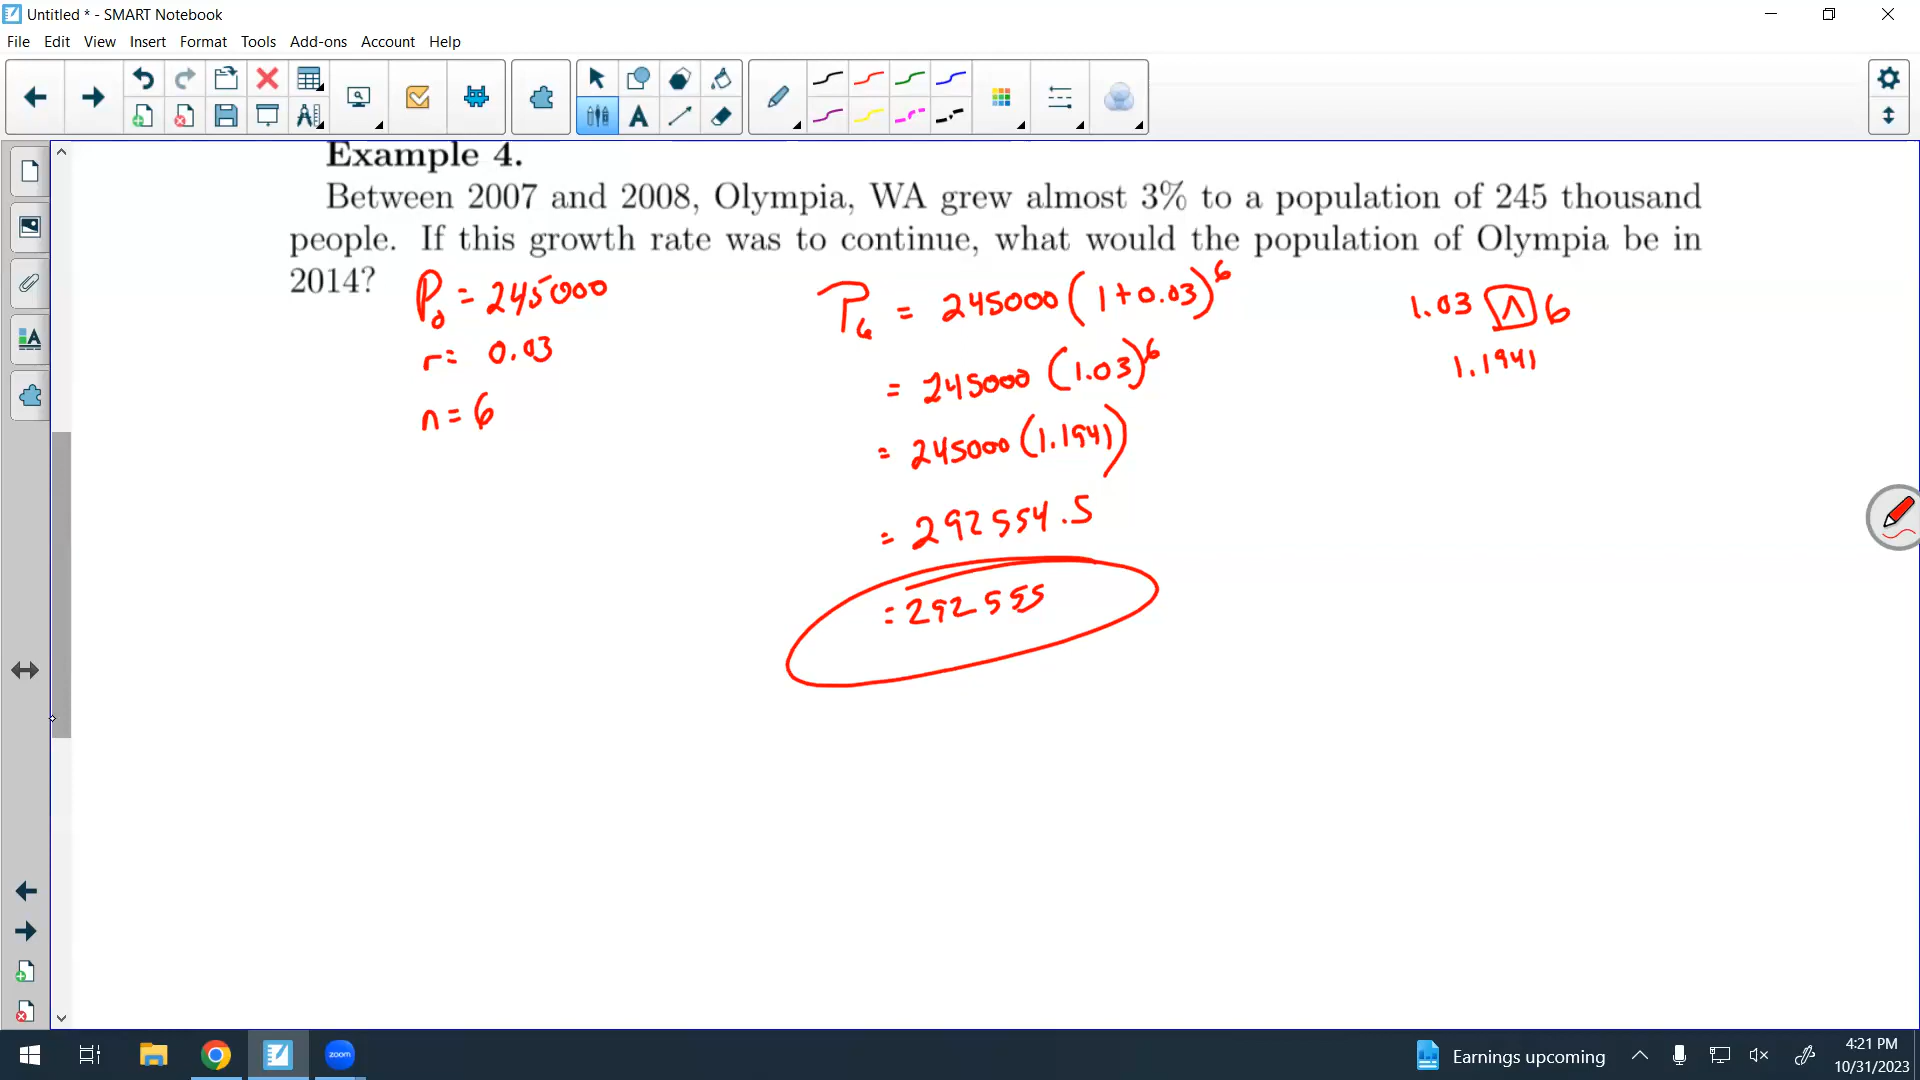 Untitled * - SMART Notebook
File Edit View Insert Format Tools Add-ons Account Help
Example 4.
Between 2007 and 2008, Olympia, WA grew almost 3% to a population of 245 thousand
people. If this growth rate was to continue, what would the population of Olympia be in
2014?
P₀ = 245000
r = 0.03
n = 6
P₆ = 245000 (1+0.03)⁶
= 245000 (1.03)⁶
= 245000 (1.1941)
= 292554.5
= 292555
1.03 ^ 6
1.1941
zoom
Earnings upcoming
4:21 PM
10/31/2023